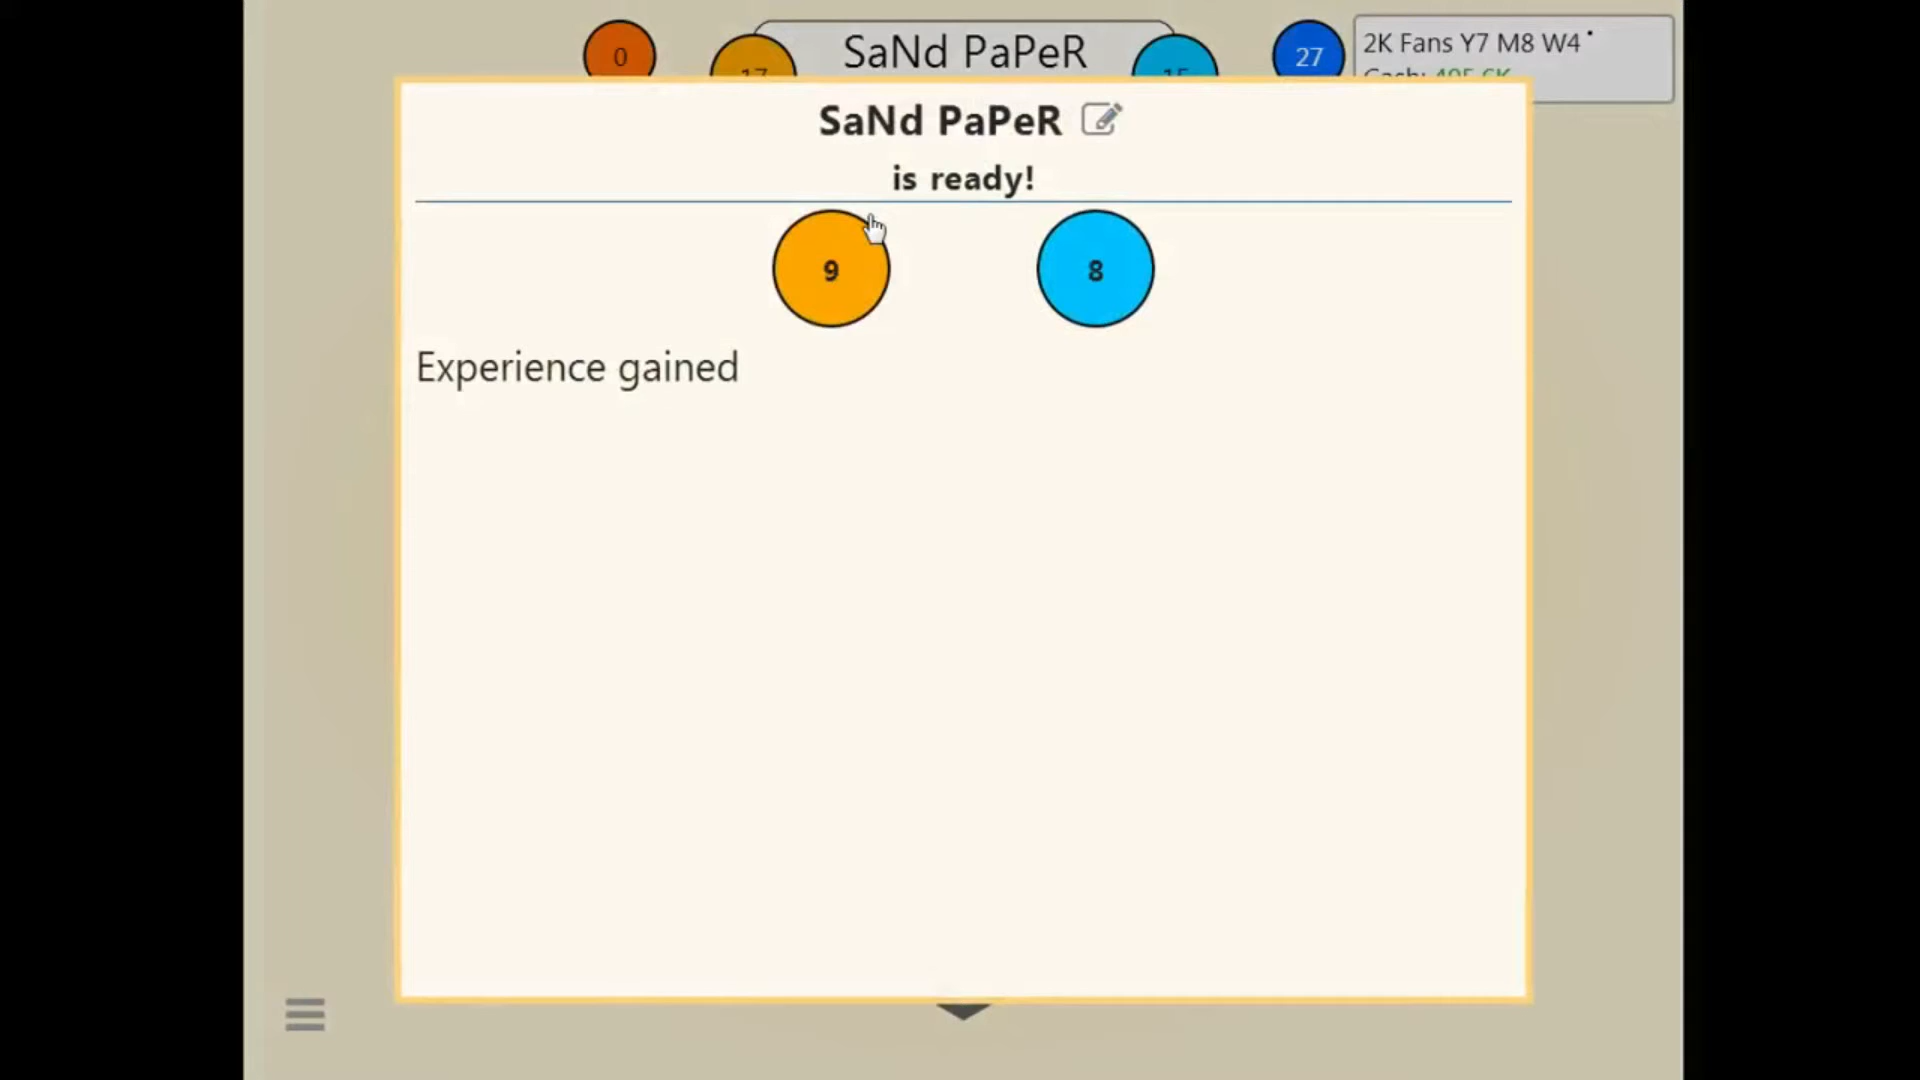 0
SaNd PaPeR
27
2K Fans Y7 M8 W4
SaNd PaPeR
is ready!
9
8
Experience gained